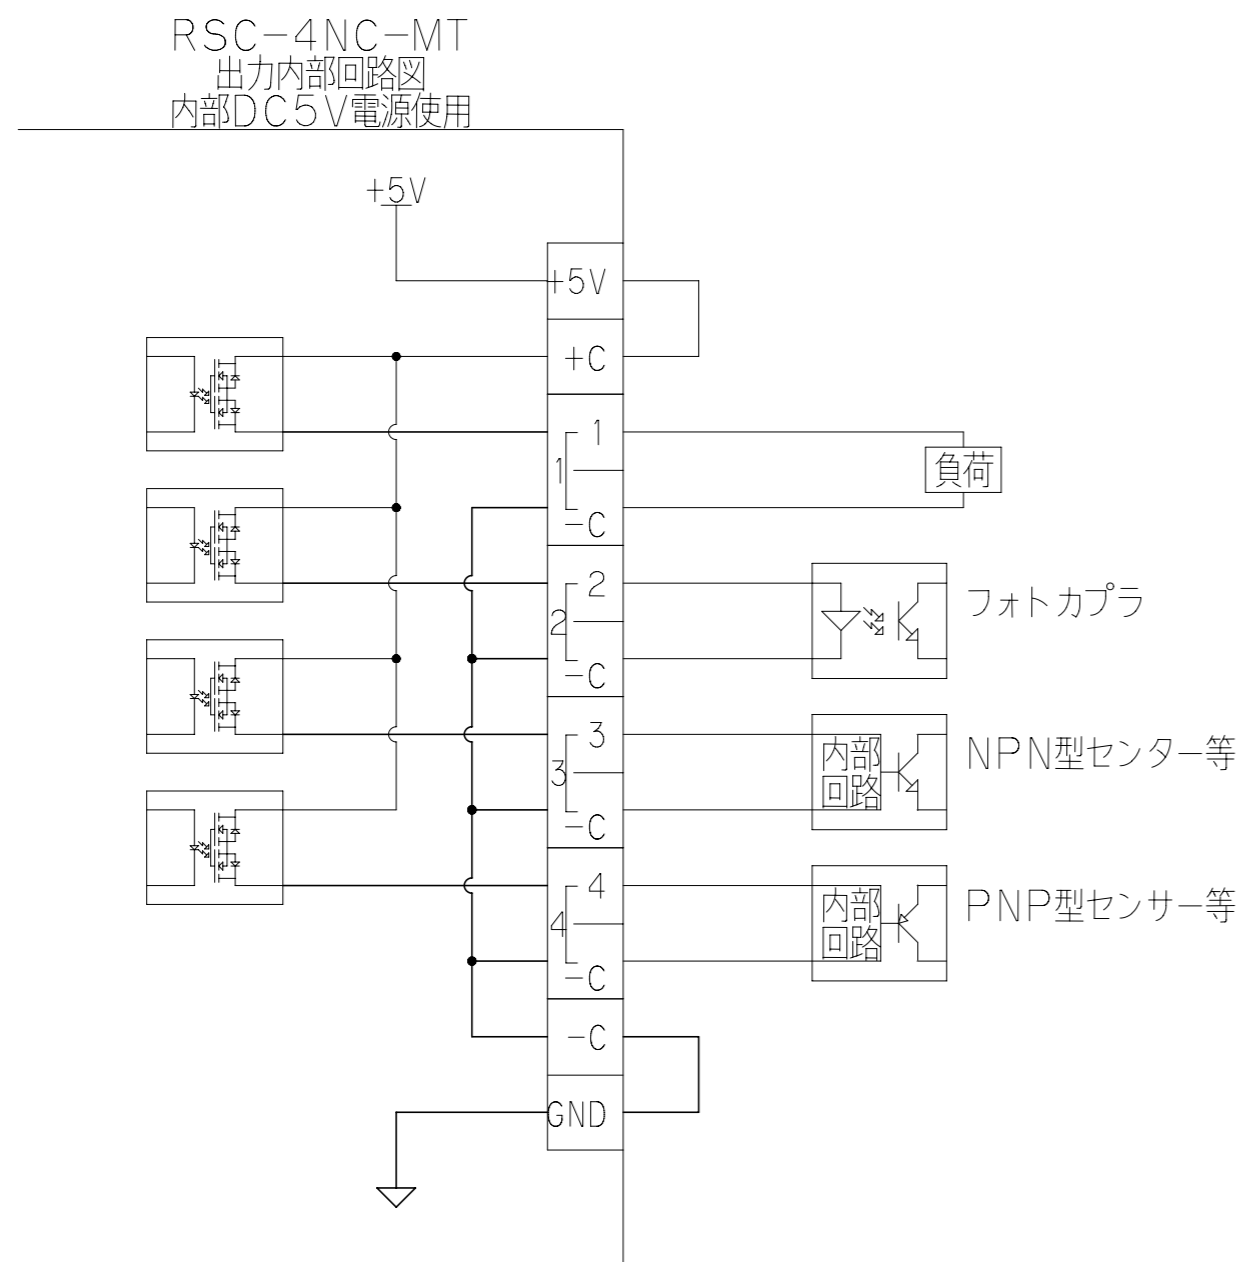 RSC-4NC-MT
出力内部回路図
内部DC5V電源使用
+5V
+5V
+C
1
1
-C
負荷
2
2
-C
フォトカプラ
3
3
-C
内部
回路
NPN型センター等
4
4
-C
内部
回路
PNP型センサー等
-C
GND